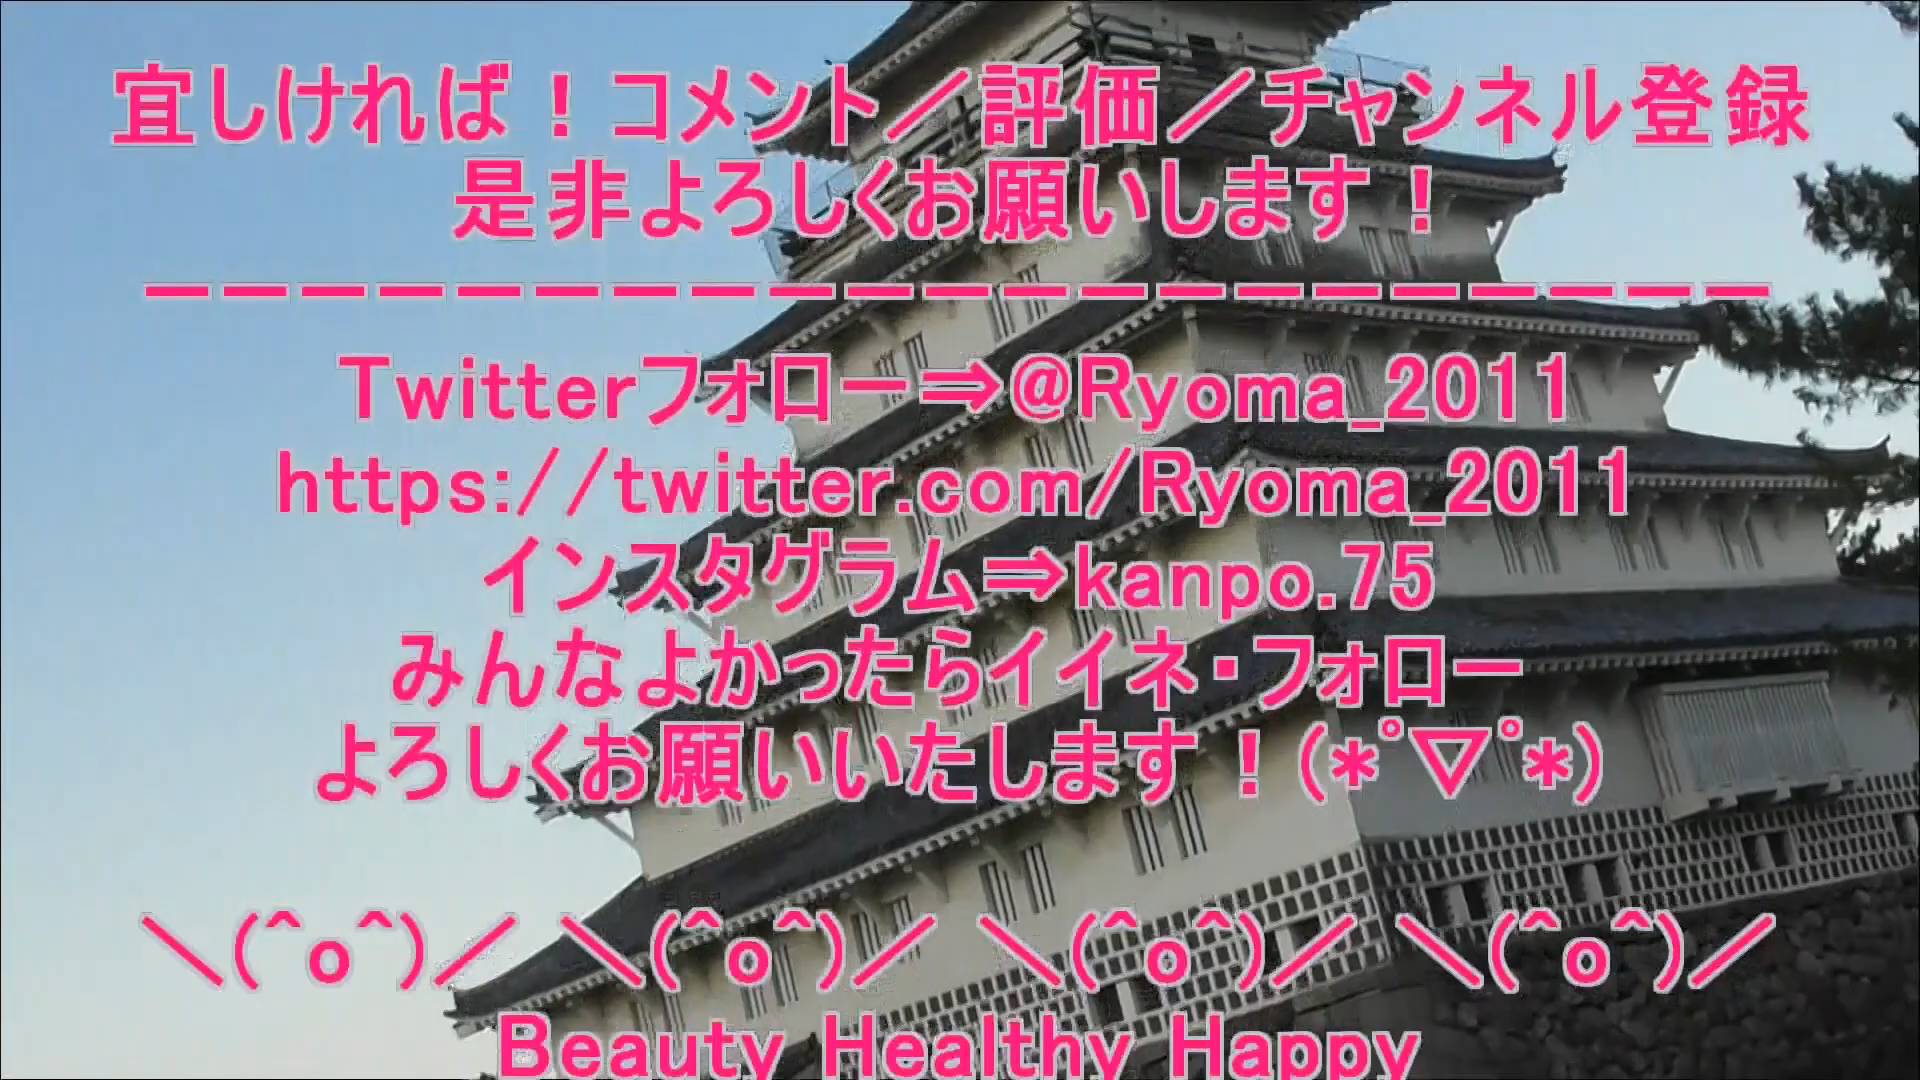 宜しければ！コメント／評価／チャンネル登録
是非よろしくお願いします！
ーーーーーーーーーーーーーーーーーーーーー
Twitterフォロー⇒@Ryoma_2011
https://twitter.com/Ryoma_2011
インスタグラム⇒kanpo.75
みんなよかったらイイネ・フォロー
よろしくお願いいたします！(*ﾟ▽ﾟ*)
＼(^o^)／ ＼(^o^)／ ＼(^o^)／ ＼(^o^)／
Beauty Healthy Happy